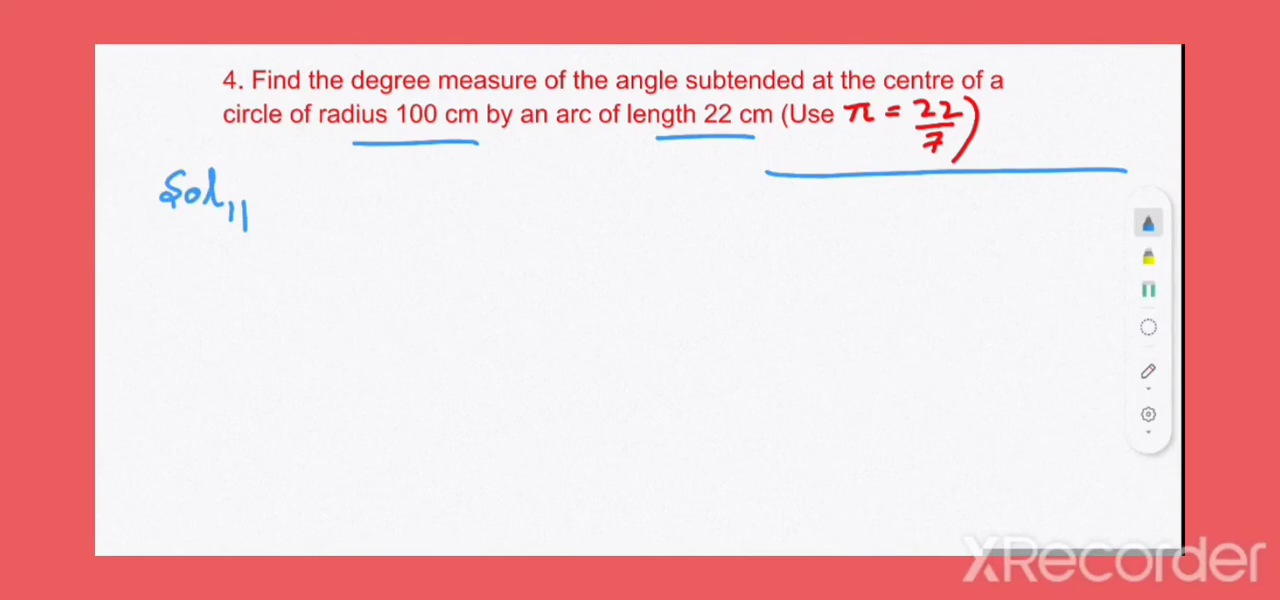 4. Find the degree measure of the angle subtended at the centre of a
circle of radius 100 cm by an arc of length 22 cm (Use π = 22/7)
Sol,,
XRecorder